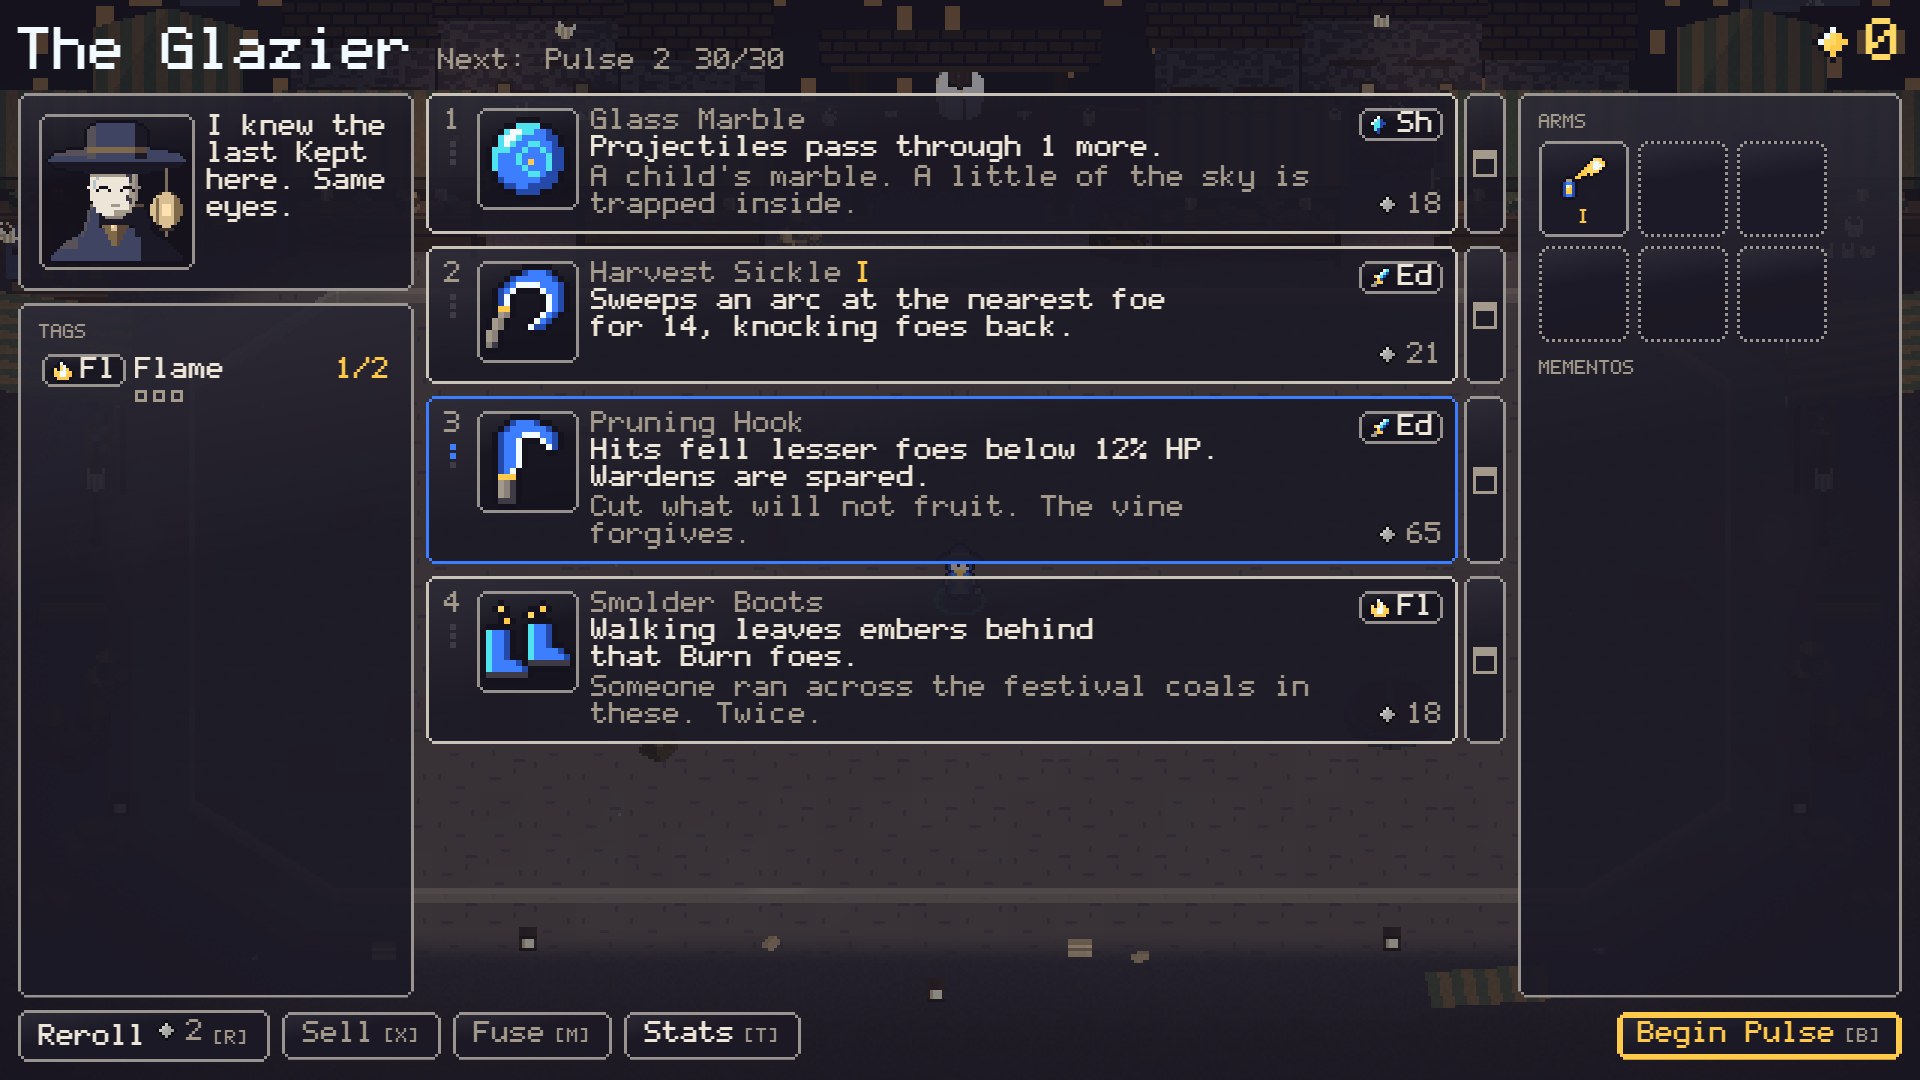 The Glazier
Next: Pulse 2 30/30
0
I knew the
last Kept
here. Same
eyes.
TAGS
Fl Flame 1/2
1
Glass Marble
Sh
Projectiles pass through 1 more.
A child's marble. A little of the sky is
trapped inside.
18
2
Harvest Sickle I
Ed
Sweeps an arc at the nearest foe
for 14, knocking foes back.
21
3
Pruning Hook
Ed
Hits fell lesser foes below 12% HP.
Wardens are spared.
Cut what will not fruit. The vine
forgives.
65
4
Smolder Boots
Fl
Walking leaves embers behind
that Burn foes.
Someone ran across the festival coals in
these. Twice.
18
ARMS
I
MEMENTOS
Reroll 2 [R]
Sell [X]
Fuse [M]
Stats [T]
Begin Pulse [B]